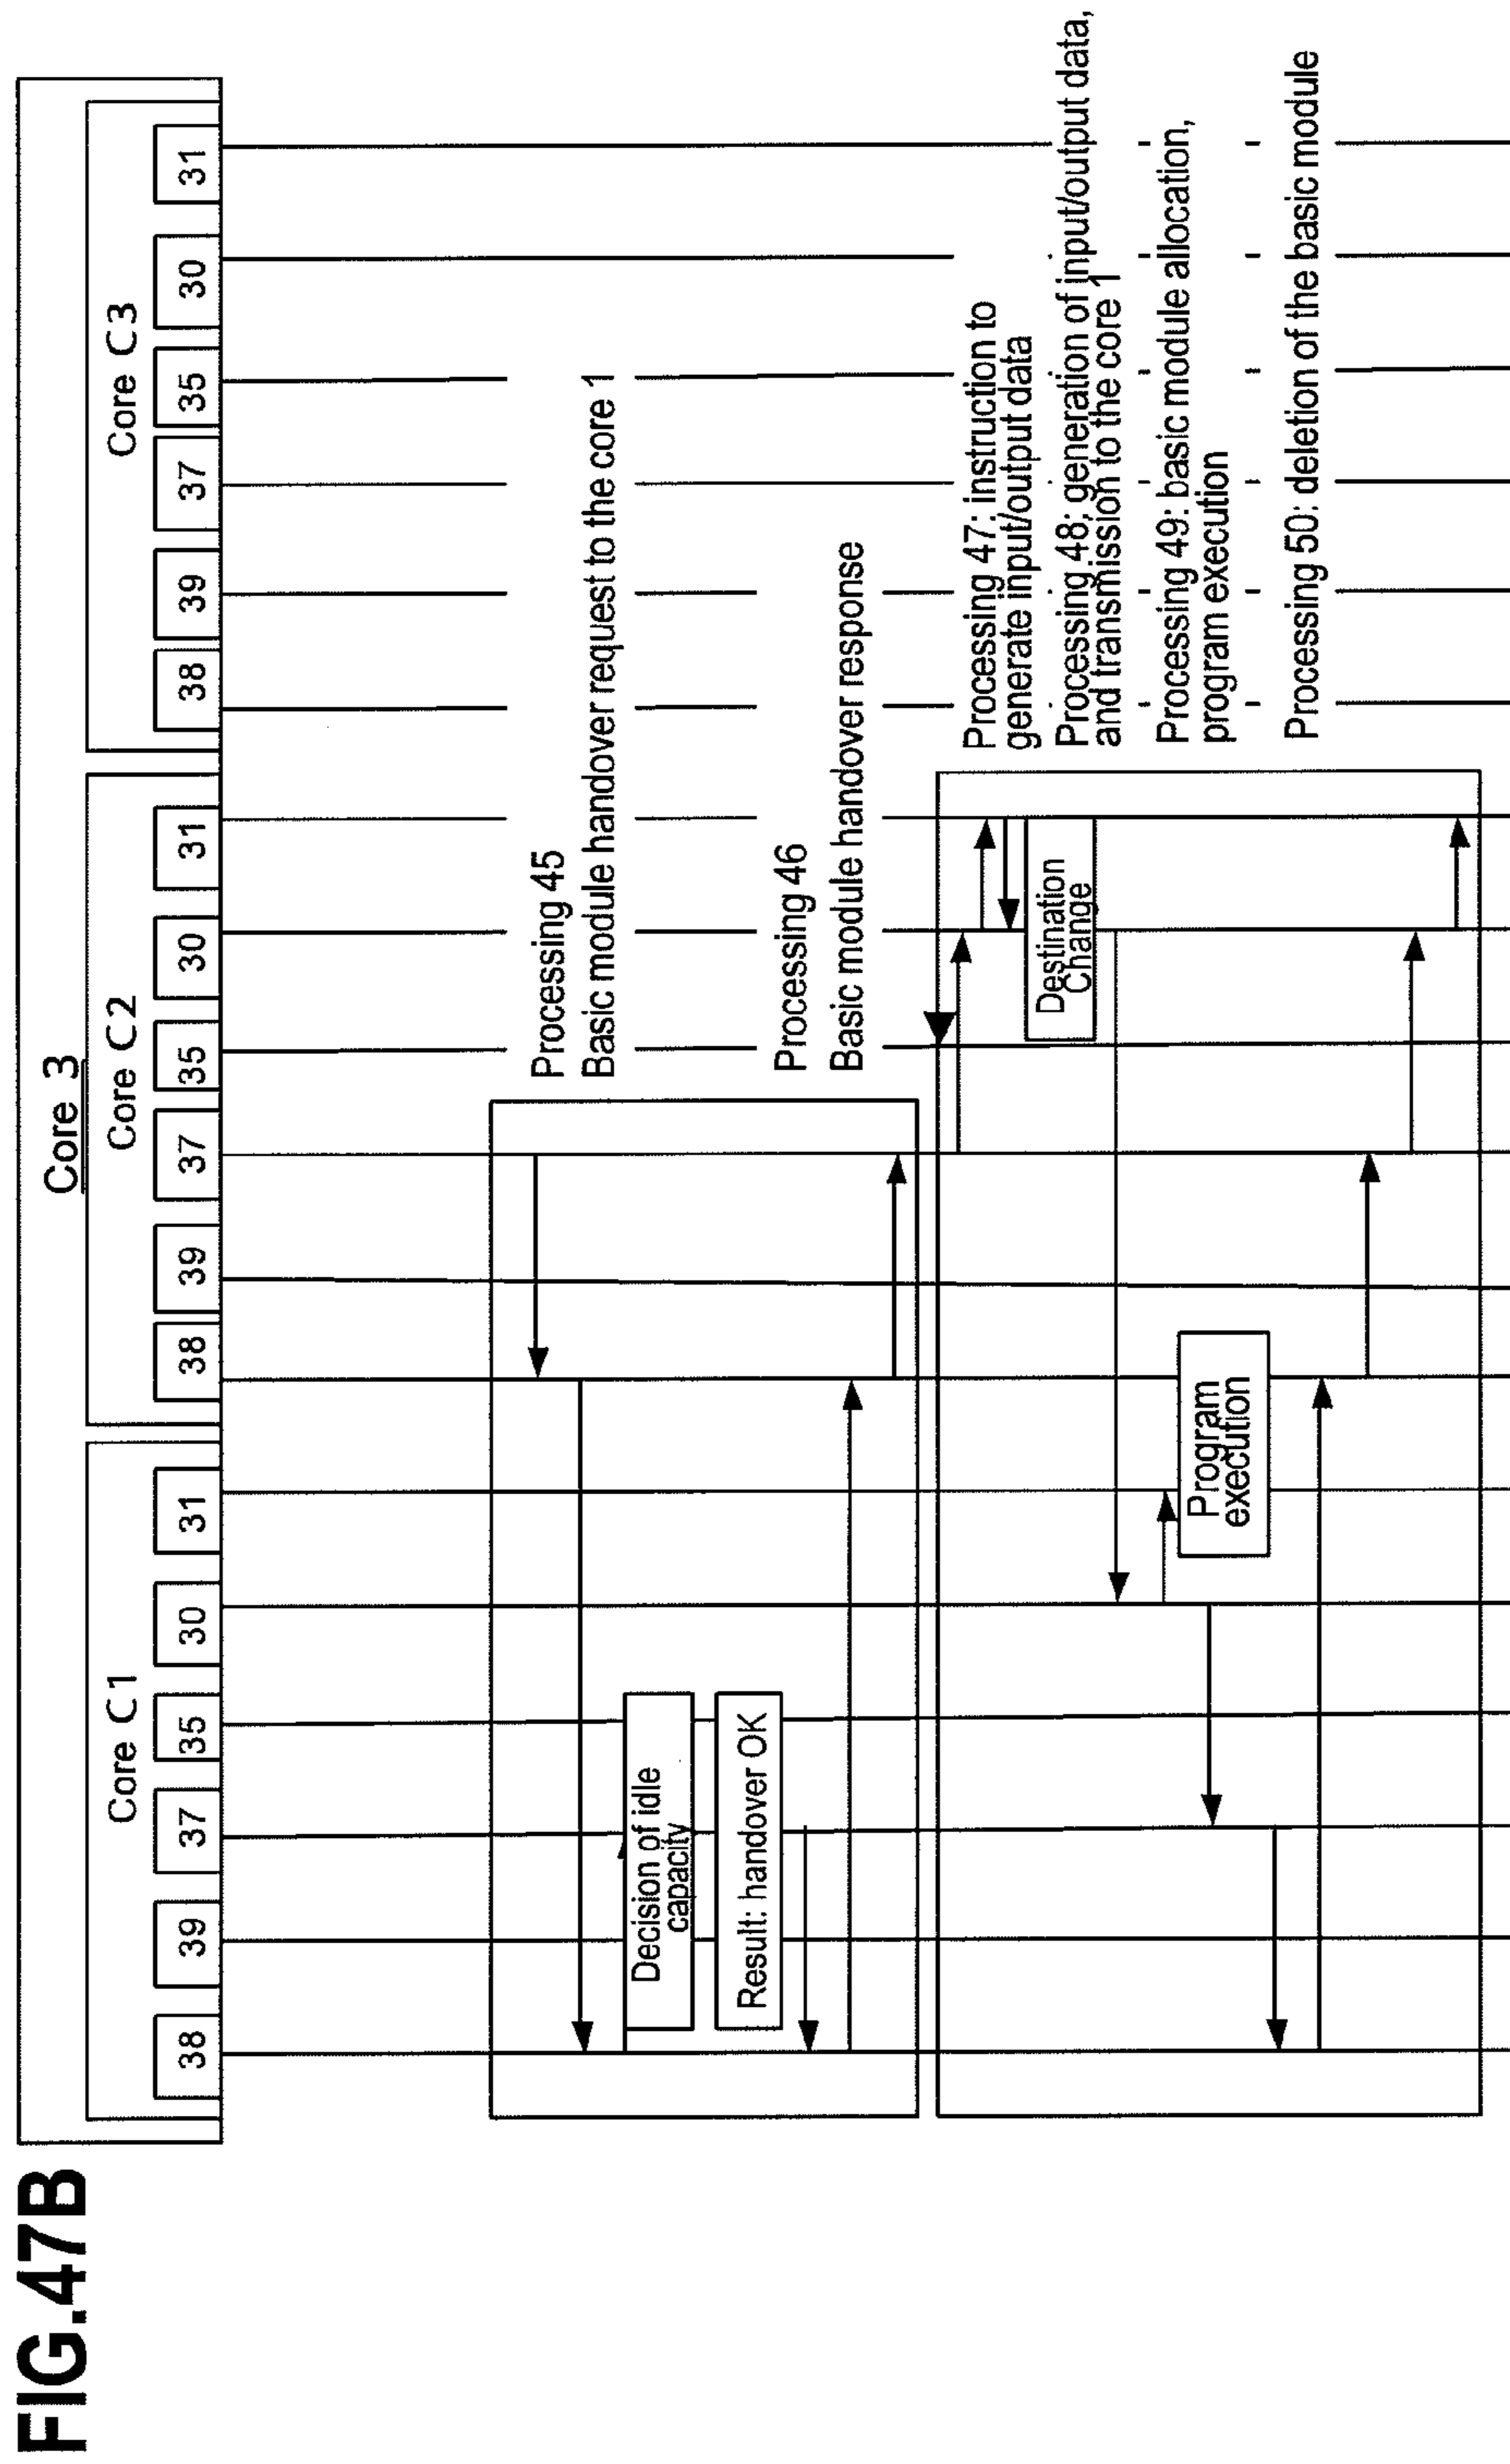 FIG.47B
Core 3
Core C1
Core C2
Core C3
38 39 37 35 30 31
38 39 37 35 30 31
38 39 37 35 30 31
Processing 45
Basic module handover request to the core 1
Decision of idle
capacity
Result: handover OK
Processing 46
Basic module handover response
Processing 47: instruction to
generate input/output data
Destination
Change
Processing 48; generation of input/output data,
and transmission to the core 1
Processing 49: basic module allocation,
program execution
Program
execution
Processing 50: deletion of the basic module